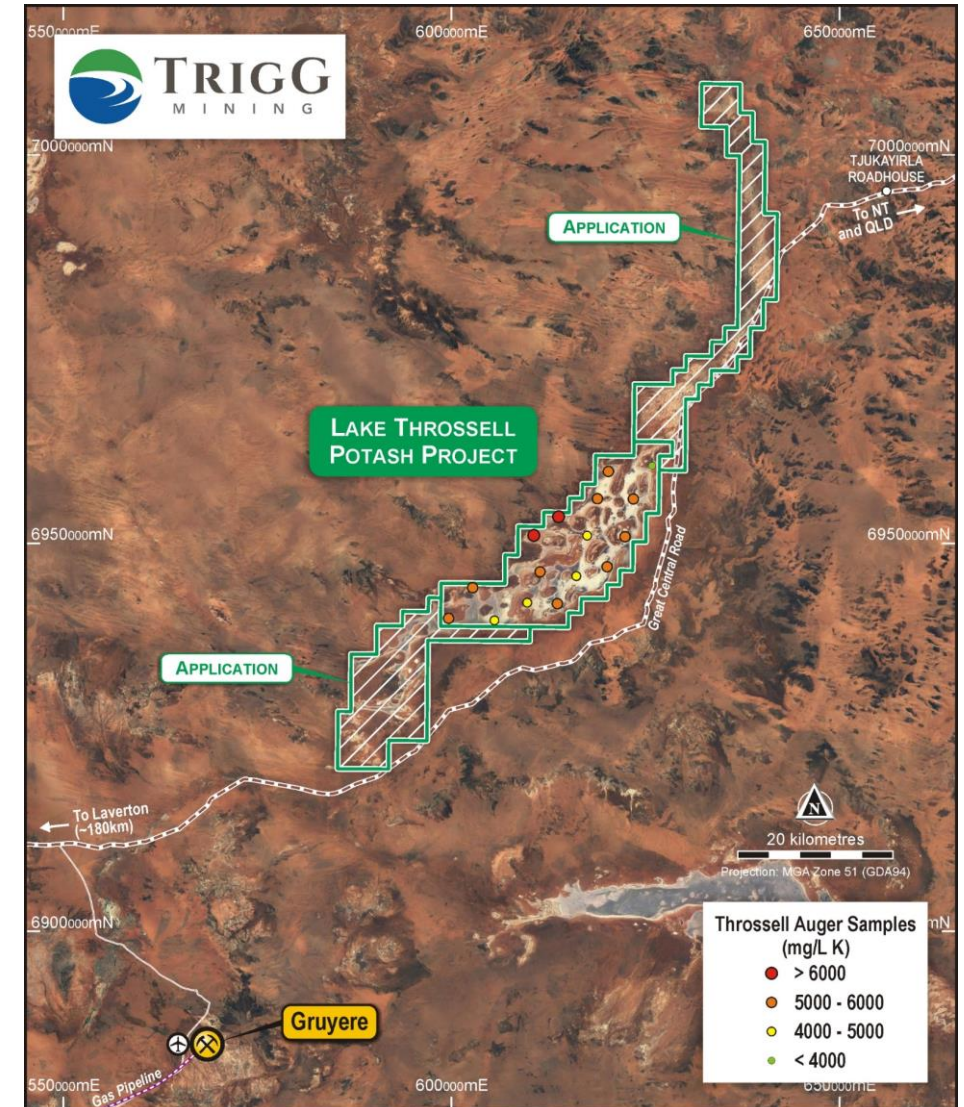 550000mE
600000mE
650000mE
TRIGG
MINING
7000000mN
7000000mN
TJUKAYIRLA
ROADHOUSE
To NT
and QLD
APPLICATION
LAKE THROSSELL
POTASH PROJECT
6950000mN
6950000mN
Great Central Road
APPLICATION
To Laverton
(~180km)
N
20 kilometres
Projection: MGA Zone 51 (GDA94)
6900000mN
mN
Throssell Auger Samples
(mg/L K)
> 6000
5000 - 6000
4000 - 5000
< 4000
Gruyere
Gas Pipeline
550000mE
600000mE
650000mE